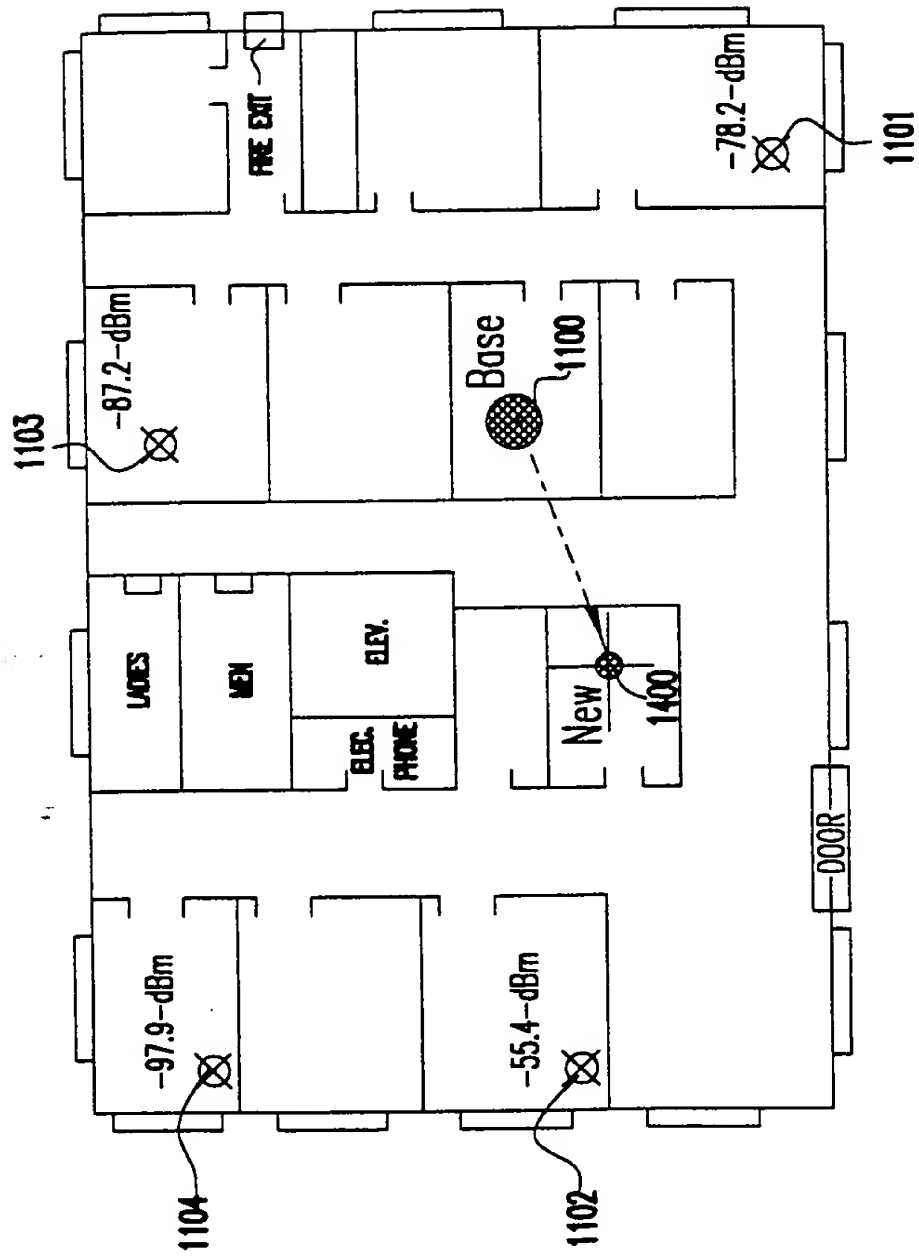 1104
-97.9-dBm
1102
-55.4-dBm
DOOR
LADIES
MEN
ELEC.
PHONE
ELEV.
New
1400
1103
-87.2-dBm
Base
1100
FIRE EXIT
-78.2-dBm
1101